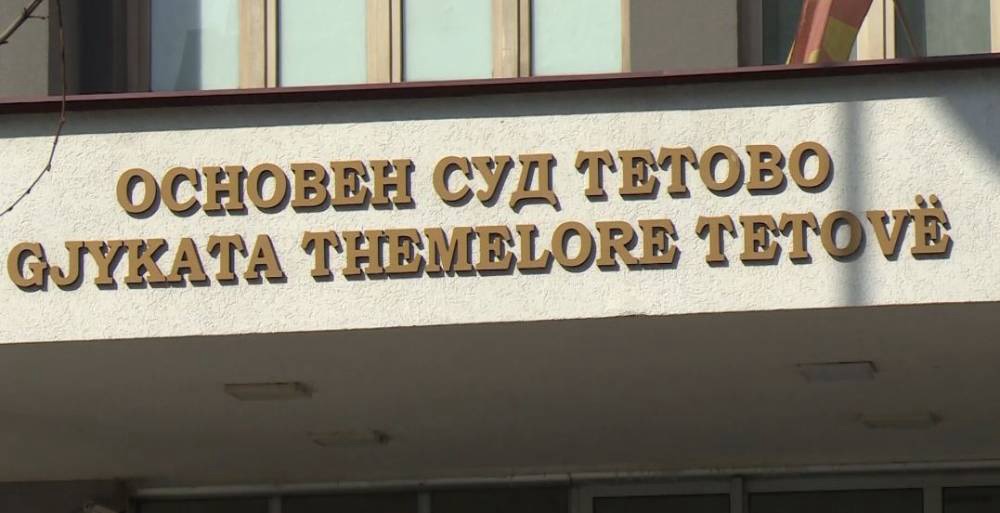 ОСНОВЕН СУД ТЕТОВО
GJYKATA THEMELORE TETOVË